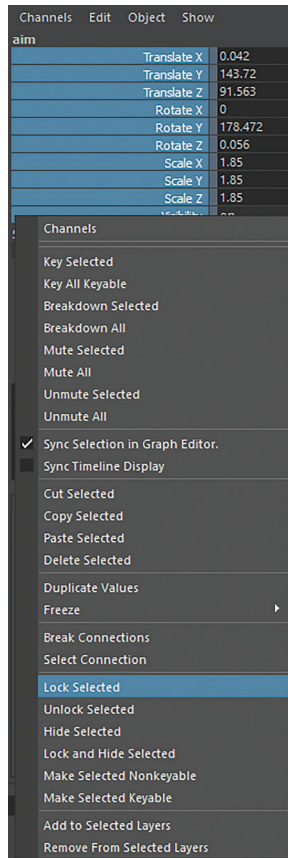 Channels Edit Object Show
aim
Translate X 0.042
Translate Y 143.72
Translate Z 91.563
Rotate X 0
Rotate Y 178.472
Rotate Z 0.056
Scale X 1.85
Scale Y 1.85
Scale Z 1.85
Visibility on
Channels
Key Selected
Key All Keyable
Breakdown Selected
Breakdown All
Mute Selected
Mute All
Unmute Selected
Unmute All
Sync Selection in Graph Editor.
Sync Timeline Display
Cut Selected
Copy Selected
Paste Selected
Delete Selected
Duplicate Values
Freeze
Break Connections
Select Connection
Lock Selected
Unlock Selected
Hide Selected
Lock and Hide Selected
Make Selected Nonkeyable
Make Selected Keyable
Add to Selected Layers
Remove From Selected Layers